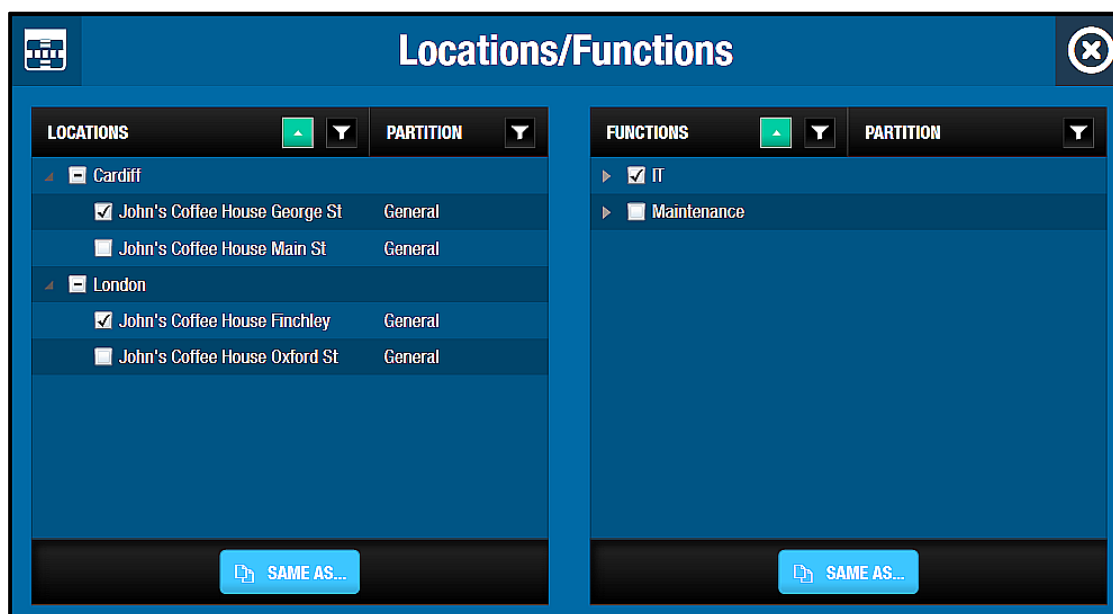 Locations/Functions
LOCATIONS PARTITION
Cardiff
John's Coffee House George St General
John's Coffee House Main St General
London
John's Coffee House Finchley General
John's Coffee House Oxford St General
SAME AS...
FUNCTIONS PARTITION
IT
Maintenance
SAME AS...